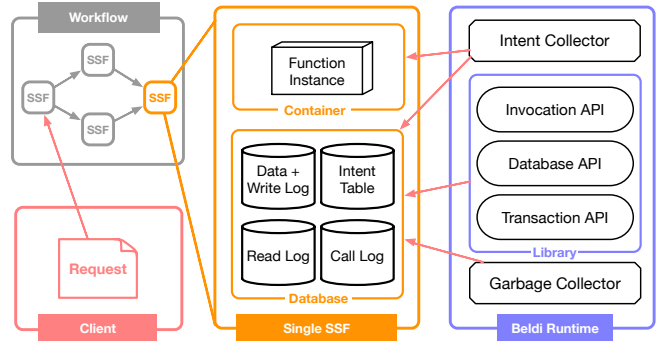 Workflow
SSF
SSF
SSF
SSF
Request
Client
Function
Instance
Container
Data +
Write Log
Intent
Table
Read Log
Call Log
Database
Single SSF
Intent Collector
Invocation API
Database API
Transaction API
Library
Garbage Collector
Beldi Runtime